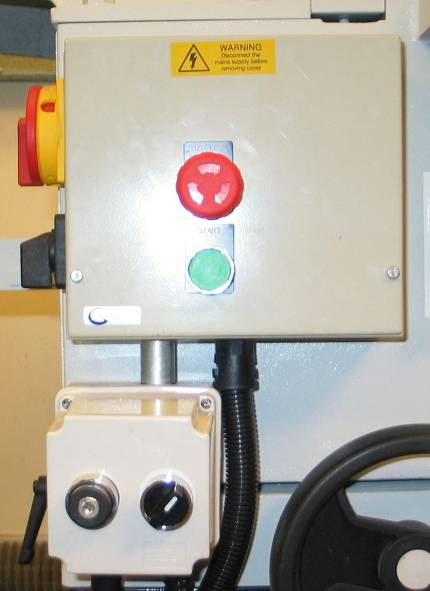 WARNING
Disconnect the
mains supply before
removing cover
START